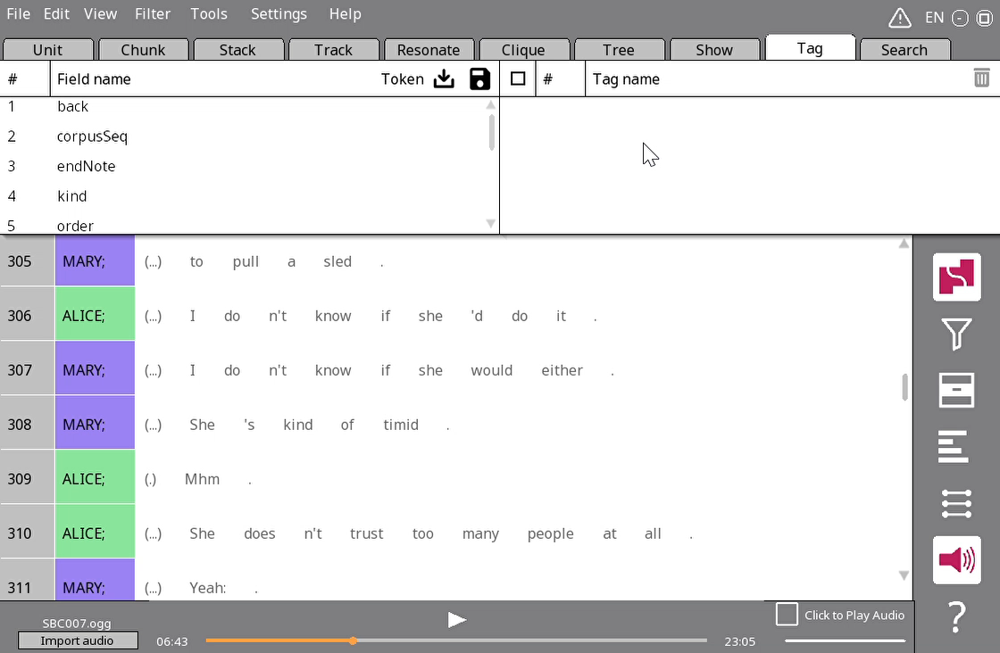 File Edit View Filter Tools Settings Help EN
Unit Chunk Stack Track Resonate Clique Tree Show Tag Search
# Field name Token # Tag name
1 back
2 corpusSeq
3 endNote
4 kind
5 order
305 MARY; (...) to pull a sled .
306 ALICE; (...) I do n't know if she 'd do it .
307 MARY; (...) I do n't know if she would either .
308 MARY; (...) She 's kind of timid .
309 ALICE; (.) Mhm .
310 ALICE; (...) She does n't trust too many people at all .
311 MARY; (...) Yeah: .
SBC007.ogg
Import audio 06:43 23:05 Click to Play Audio
?